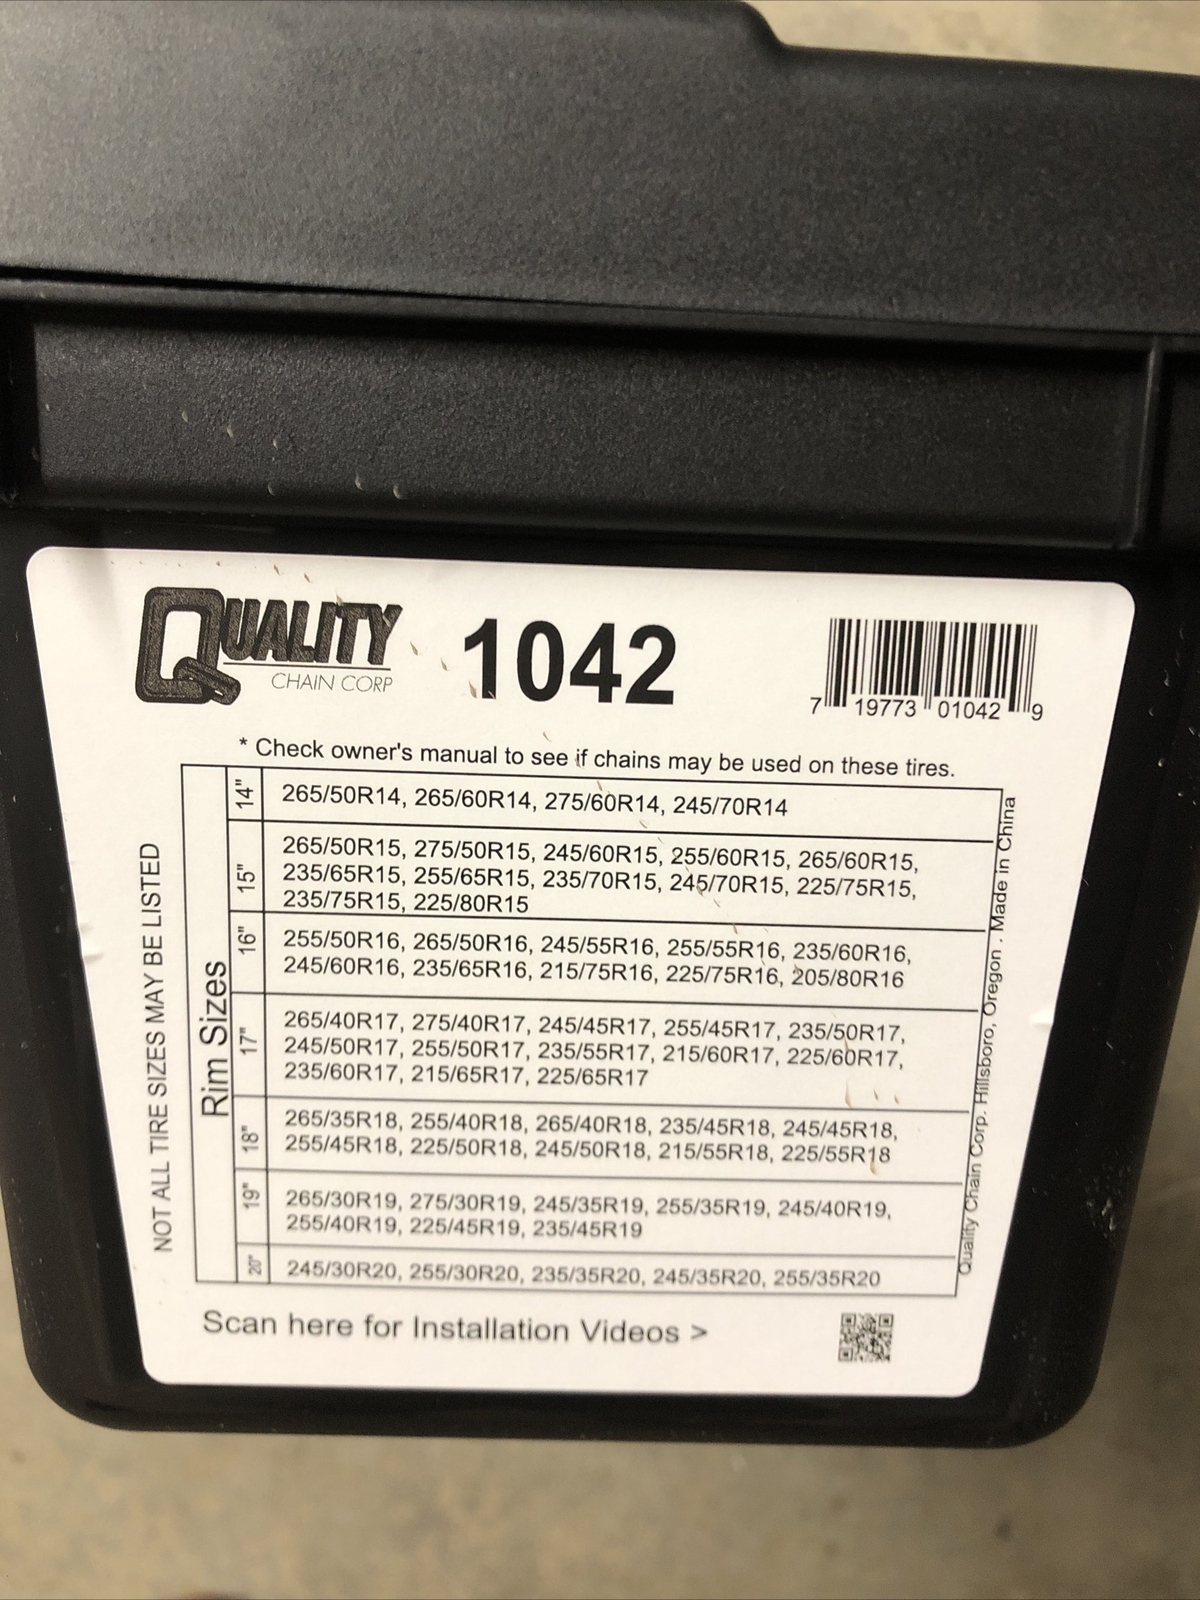 QUALITY
CHAIN CORP
1042
7 19773 01042 9
* Check owner's manual to see if chains may be used on these tires.
NOT ALL TIRE SIZES MAY BE LISTED
Rim Sizes
14" 265/50R14, 265/60R14, 275/60R14, 245/70R14
15" 265/50R15, 275/50R15, 245/60R15, 255/60R15, 265/60R15,
235/65R15, 255/65R15, 235/70R15, 245/70R15, 225/75R15,
235/75R15, 225/80R15
16" 255/50R16, 265/50R16, 245/55R16, 255/55R16, 235/60R16,
245/60R16, 235/65R16, 215/75R16, 225/75R16, 205/80R16
17" 265/40R17, 275/40R17, 245/45R17, 255/45R17, 235/50R17,
245/50R17, 255/50R17, 235/55R17, 215/60R17, 225/60R17,
235/60R17, 215/65R17, 225/65R17
18" 265/35R18, 255/40R18, 265/40R18, 235/45R18, 245/45R18,
255/45R18, 225/50R18, 245/50R18, 215/55R18, 225/55R18
19" 265/30R19, 275/30R19, 245/35R19, 255/35R19, 245/40R19,
255/40R19, 225/45R19, 235/45R19
20" 245/30R20, 255/30R20, 235/35R20, 245/35R20, 255/35R20
Quality Chain Corp. Hillsboro, Oregon . Made in China
Scan here for Installation Videos >